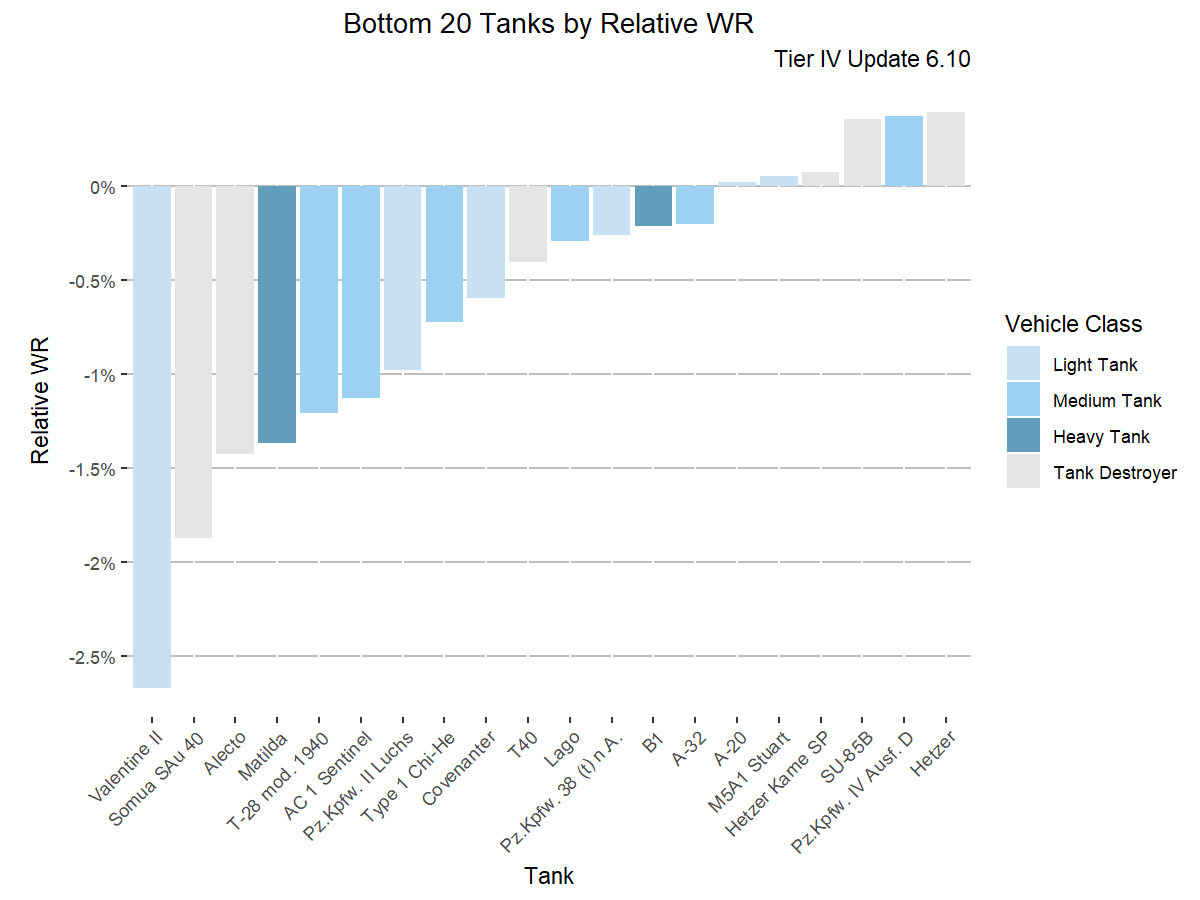 Bottom 20 Tanks by Relative WR
Tier IV Update 6.10
Relative WR
0%
-0.5%
-1%
-1.5%
-2%
-2.5%
Valentine II
Somua SAu 40
Alecto
Matilda
T-28 mod. 1940
AC 1 Sentinel
Pz.Kpfw. II Luchs
Type 1 Chi-He
Covenanter
T40
Lago
Pz.Kpfw. 38 (t) n.A.
B1
A-32
A-20
M5A1 Stuart
Hetzer Kame SP
SU-85B
Pz.Kpfw. IV Ausf. D
Hetzer
Tank
Vehicle Class
Light Tank
Medium Tank
Heavy Tank
Tank Destroyer